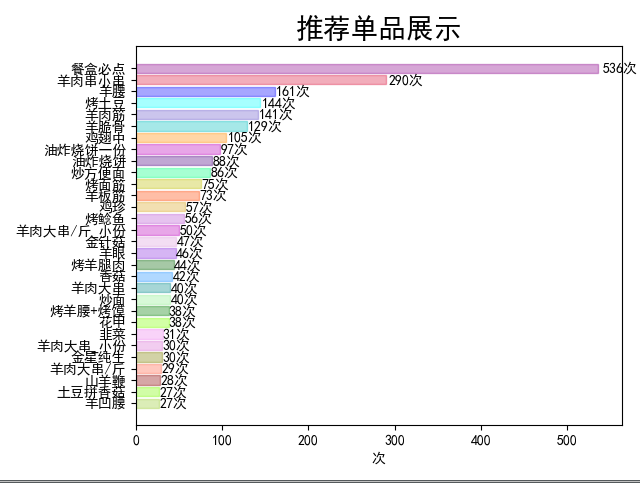 推荐单品展示
餐盒必点 536次
羊肉串小串 290次
羊腰 161次
烤土豆 144次
羊肉筋 141次
羊脆骨 129次
鸡翅中 105次
油炸烧饼一份 97次
油炸烧饼 88次
炒方便面 86次
烤面筋 75次
羊板筋 73次
鸡珍 57次
烤鲶鱼 56次
羊肉大串/斤_小份 50次
金针菇 47次
羊眼 46次
烤羊腿肉 44次
香菇 42次
羊肉大串 40次
炒面 40次
烤羊腰+烤馍 38次
花甲 38次
韭菜 31次
羊肉大串_小份 30次
金星纯生 30次
羊肉大串/斤 29次
山羊鞭 28次
土豆拼香菇 27次
羊凹腰 27次
0 100 200 300 400 500
次